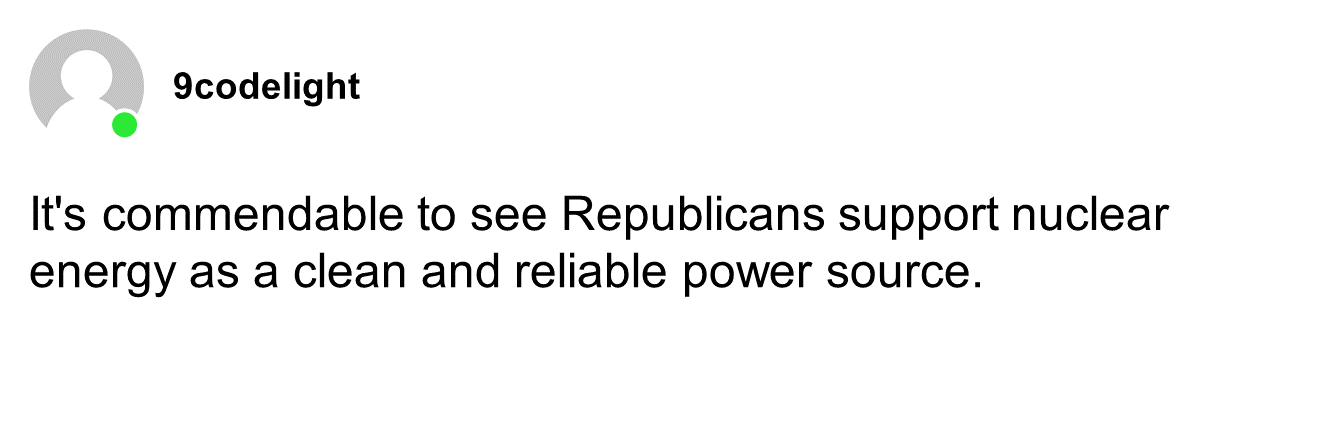 9codelight
It's commendable to see Republicans support nuclear
energy as a clean and reliable power source.